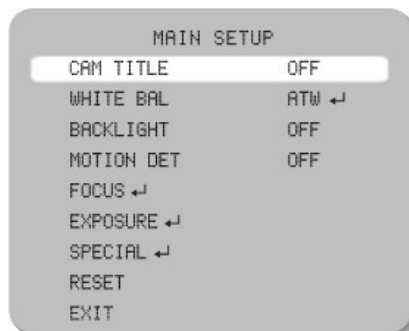 MAIN SETUP
CAM TITLE OFF
WHITE BAL ATW ↵
BACKLIGHT OFF
MOTION DET OFF
FOCUS ↵
EXPOSURE ↵
SPECIAL ↵
RESET
EXIT